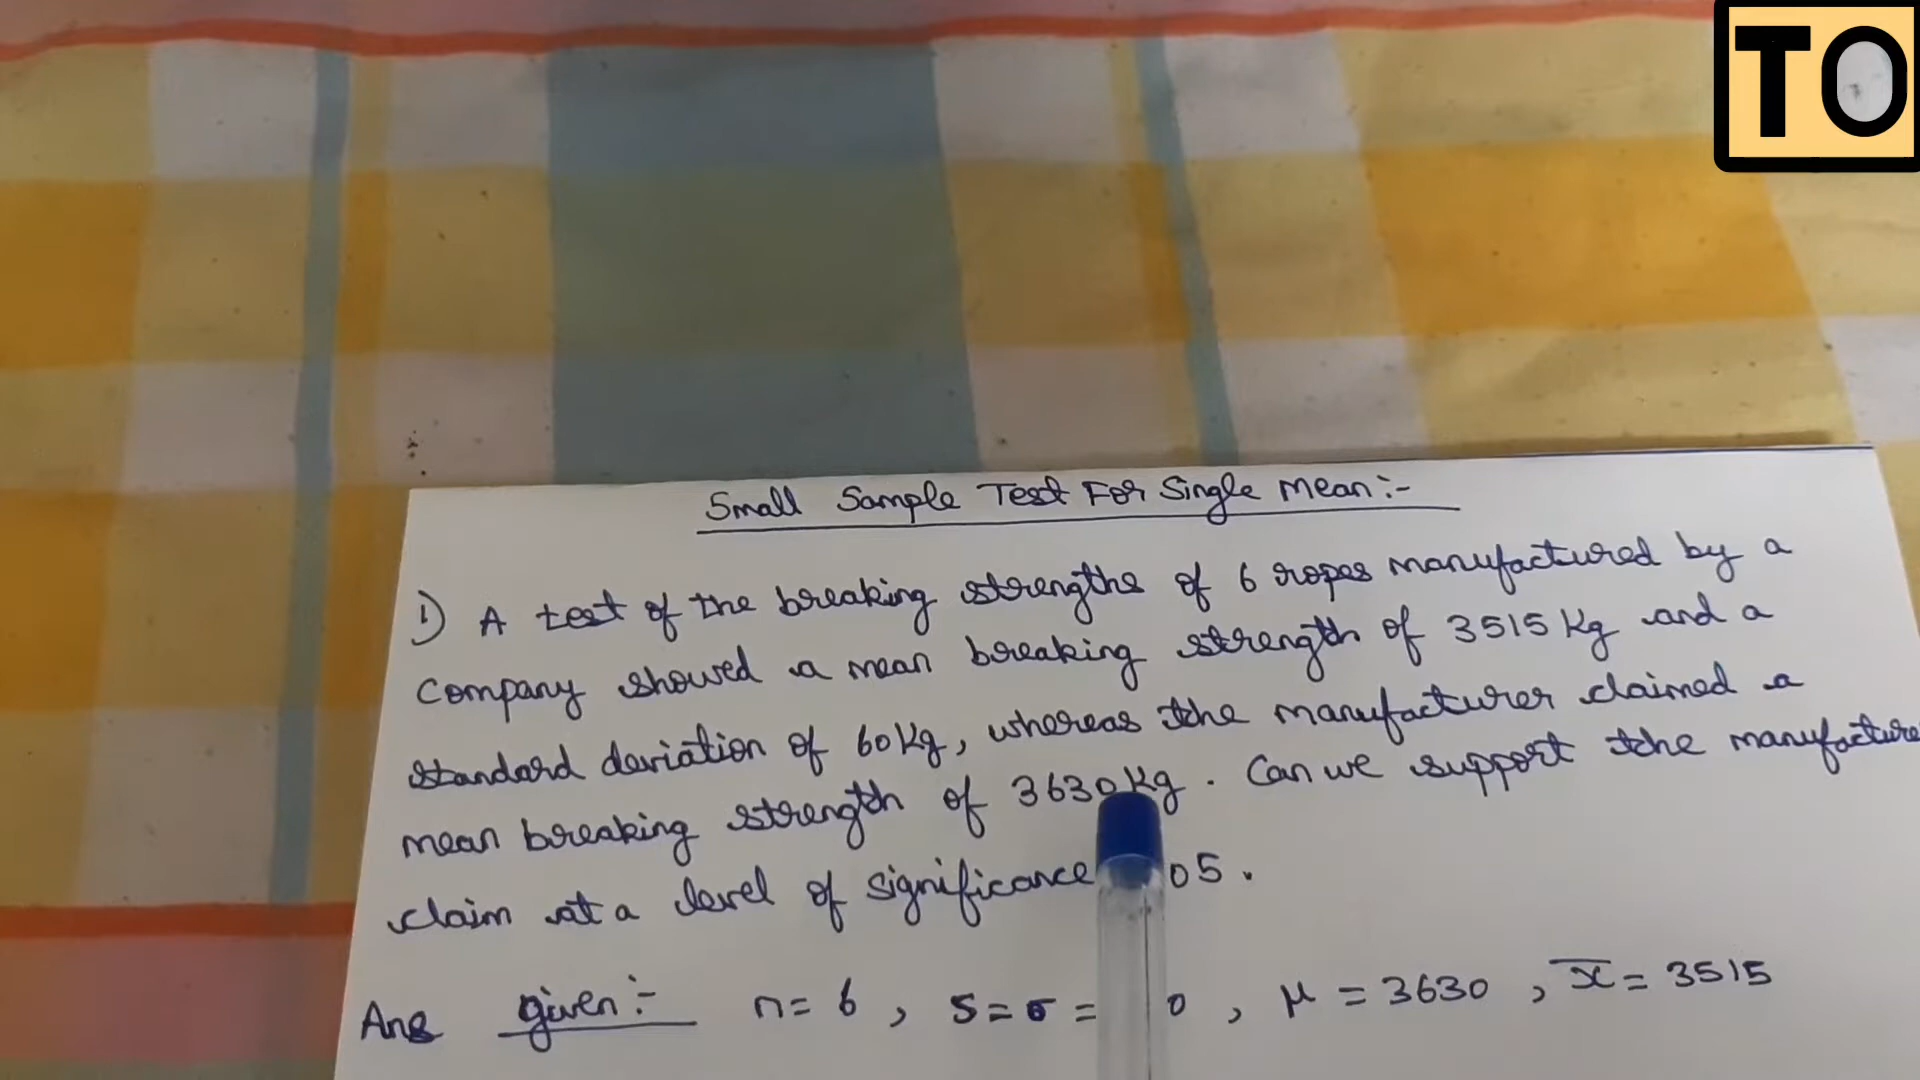 TO
Small Sample Test For Single Mean:-
1) A test of the breaking strengths of 6 ropes manufactured by a
company showed a mean breaking strength of 3515 kg and a
standard deviation of 60kg, whereas the manufacturer claimed a
mean breaking strength of 3630 kg. Can we support the manufacture
claim at a level of significance 05.
Ans given:- n = 6, S = σ = 0, μ = 3630, x̅ = 3515